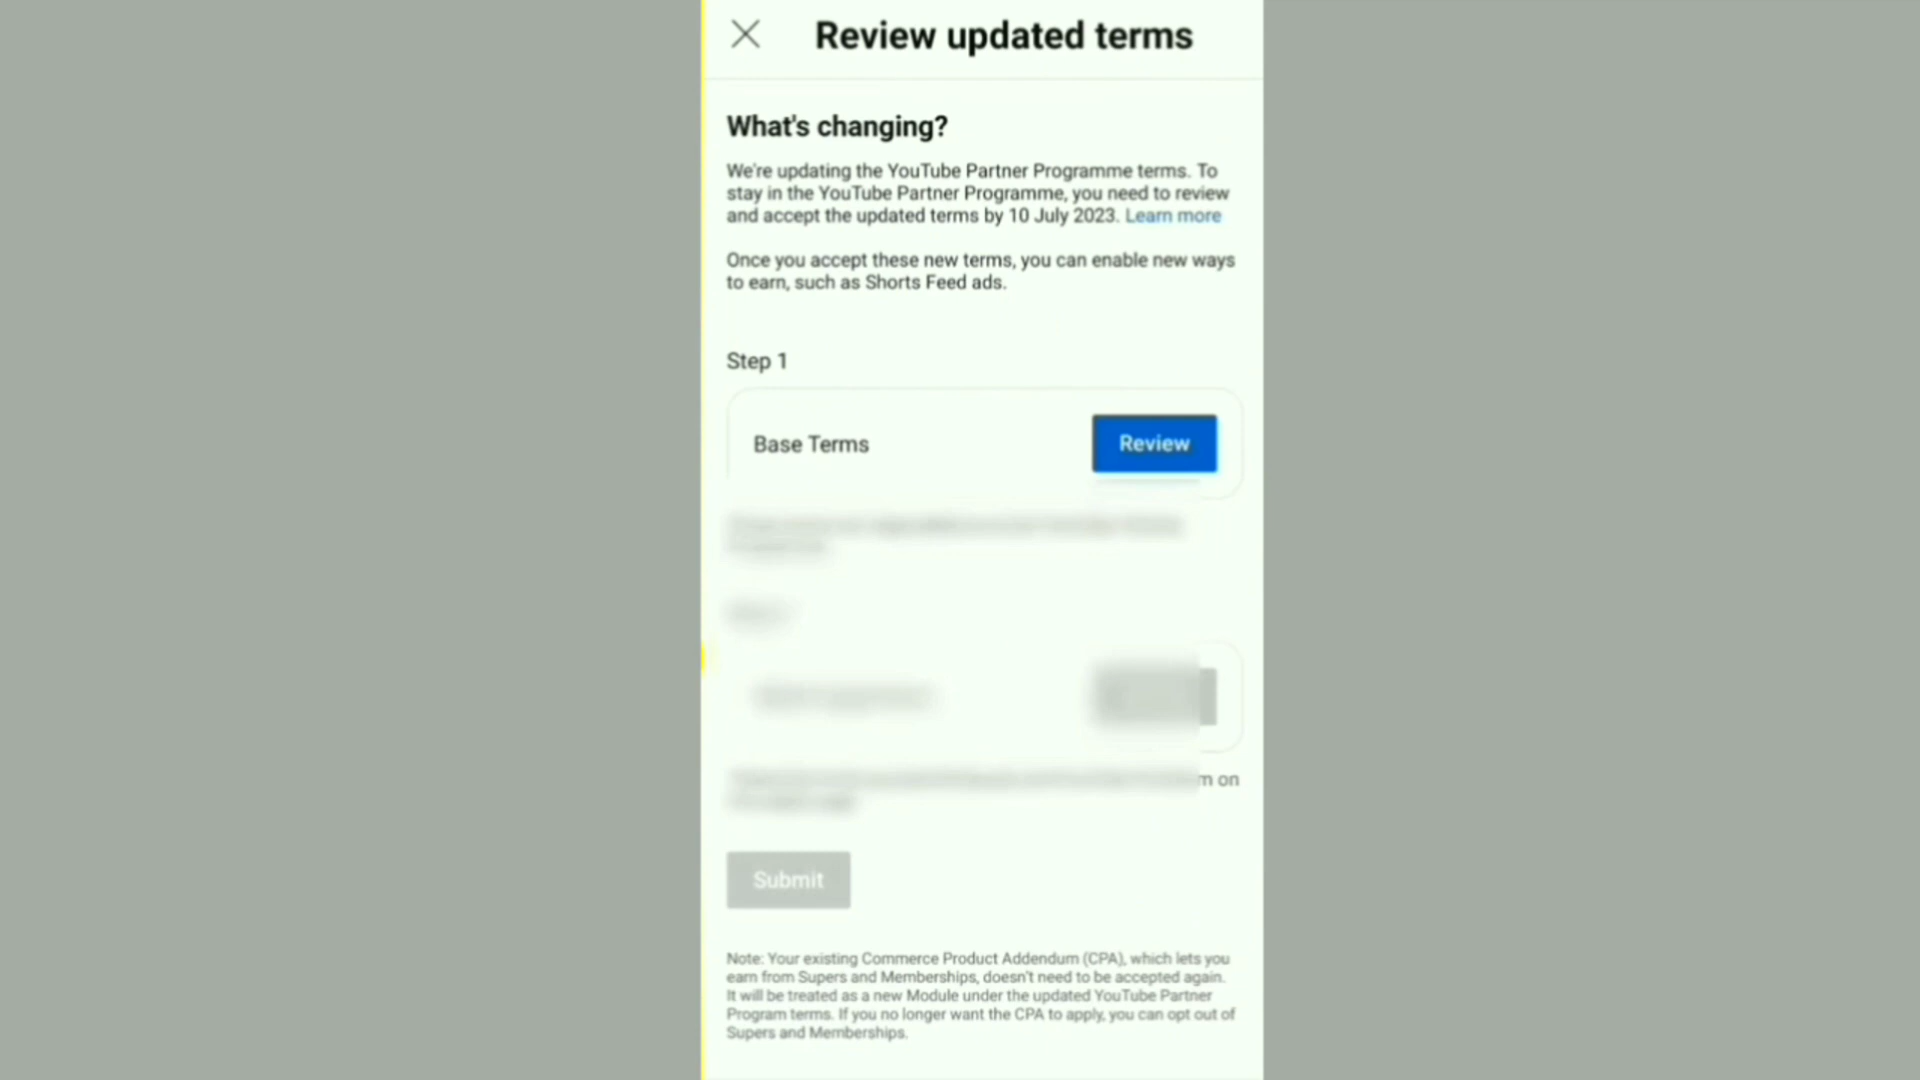 Review updated terms
What's changing?
We're updating the YouTube Partner Programme terms. To
stay in the YouTube Partner Programme, you need to review
and accept the updated terms by 10 July 2023. Learn more
Once you accept these new terms, you can enable new ways
to earn, such as Shorts Feed ads.
Step 1
Base Terms
Review
on
Submit
Note: Your existing Commerce Product Addendum (CPA), which lets you
earn from Supers and Memberships, doesn't need to be accepted again.
It will be treated as a new Module under the updated YouTube Partner
Program terms. If you no longer want the CPA to apply, you can opt out of
Supers and Memberships.